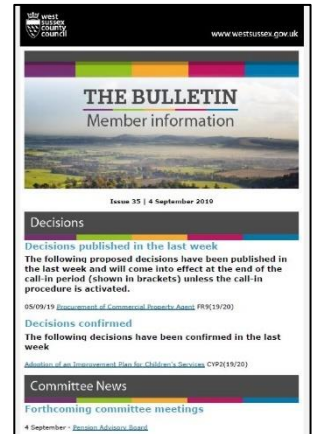 west
sussex
county
council
www.westsussex.gov.uk
THE BULLETIN
Member information
Issue 35 | 4 September 2019
Decisions
Decisions published in the last week
The following proposed decisions have been published in
the last week and will come into effect at the end of the
call-in period (shown in brackets) unless the call-in
procedure is activated.
05/09/19 Procurement of Commercial Property Agent FR9(19/20)
Decisions confirmed
The following decisions have been confirmed in the last
week
Adoption of an Improvement Plan for Children's Services CYP2(19/20)
Committee News
Forthcoming committee meetings
4 September - Pension Advisory Board